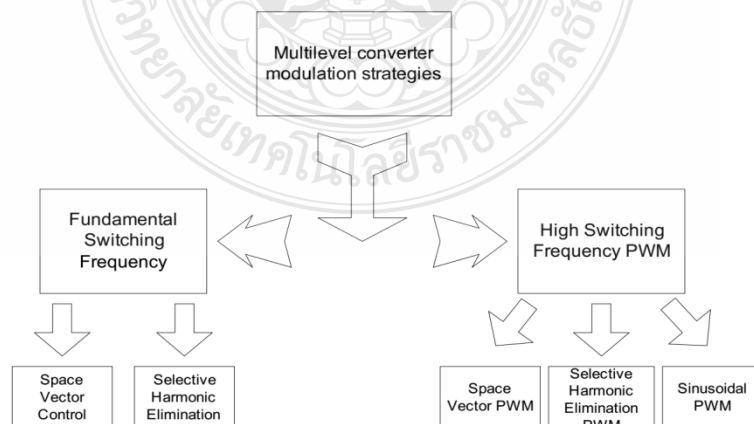 Multilevel converter
modulation strategies
Fundamental
Switching
Frequency
High Switching
Frequency PWM
Space
Vector
Control
Selective
Harmonic
Elimination
Space
Vector PWM
Selective
Harmonic
Elimination
PWM
Sinusoidal
PWM